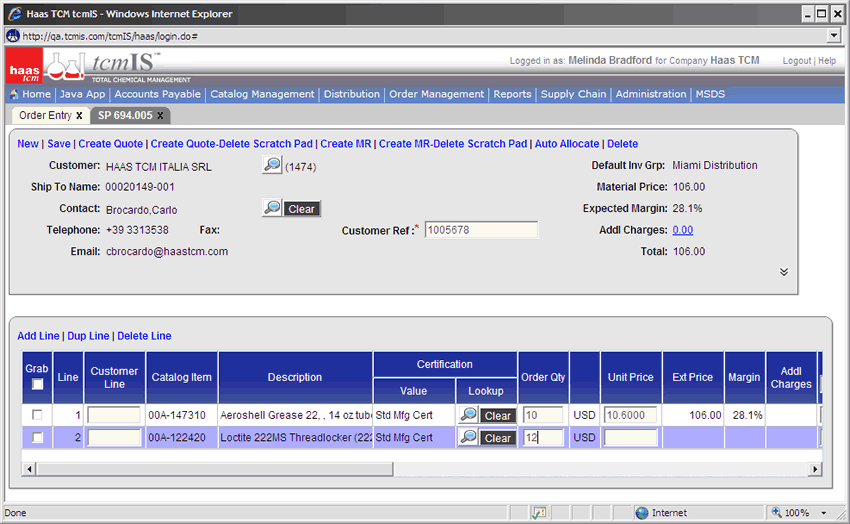 Haas TCM tcmIS - Windows Internet Explorer
http://qa.tcmis.com/tcmIS/haas/login.do#
haas tcm tcmIS™ TOTAL CHEMICAL MANAGEMENT
Logged in as: Melinda Bradford for Company Haas TCM Logout | Help
Home | Java App | Accounts Payable | Catalog Management | Distribution | Order Management | Reports | Supply Chain | Administration | MSDS
Order Entry x SP 694.005 x
New | Save | Create Quote | Create Quote-Delete Scratch Pad | Create MR | Create MR-Delete Scratch Pad | Auto Allocate | Delete
Customer: HAAS TCM ITALIA SRL (1474) Default Inv Grp: Miami Distribution
Ship To Name: 00020149-001 Material Price: 106.00
Contact: Brocardo,Carlo Clear Expected Margin: 28.1%
Telephone: +39 3313538 Fax: Customer Ref :* 1005678 Addl Charges: 0.00
Email: cbrocardo@haastcm.com Total: 106.00
Add Line | Dup Line | Delete Line
Grab Line Customer Line Catalog Item Description Certification Value Lookup Order Qty Unit Price Ext Price Margin Addl Charges
1 00A-147310 Aeroshell Grease 22, , 14 oz tube Std Mfg Cert Clear 10 USD 10.6000 106.00 28.1%
2 00A-122420 Loctite 222MS Threadlocker (222 Std Mfg Cert Clear 12 USD
Done Internet 100%